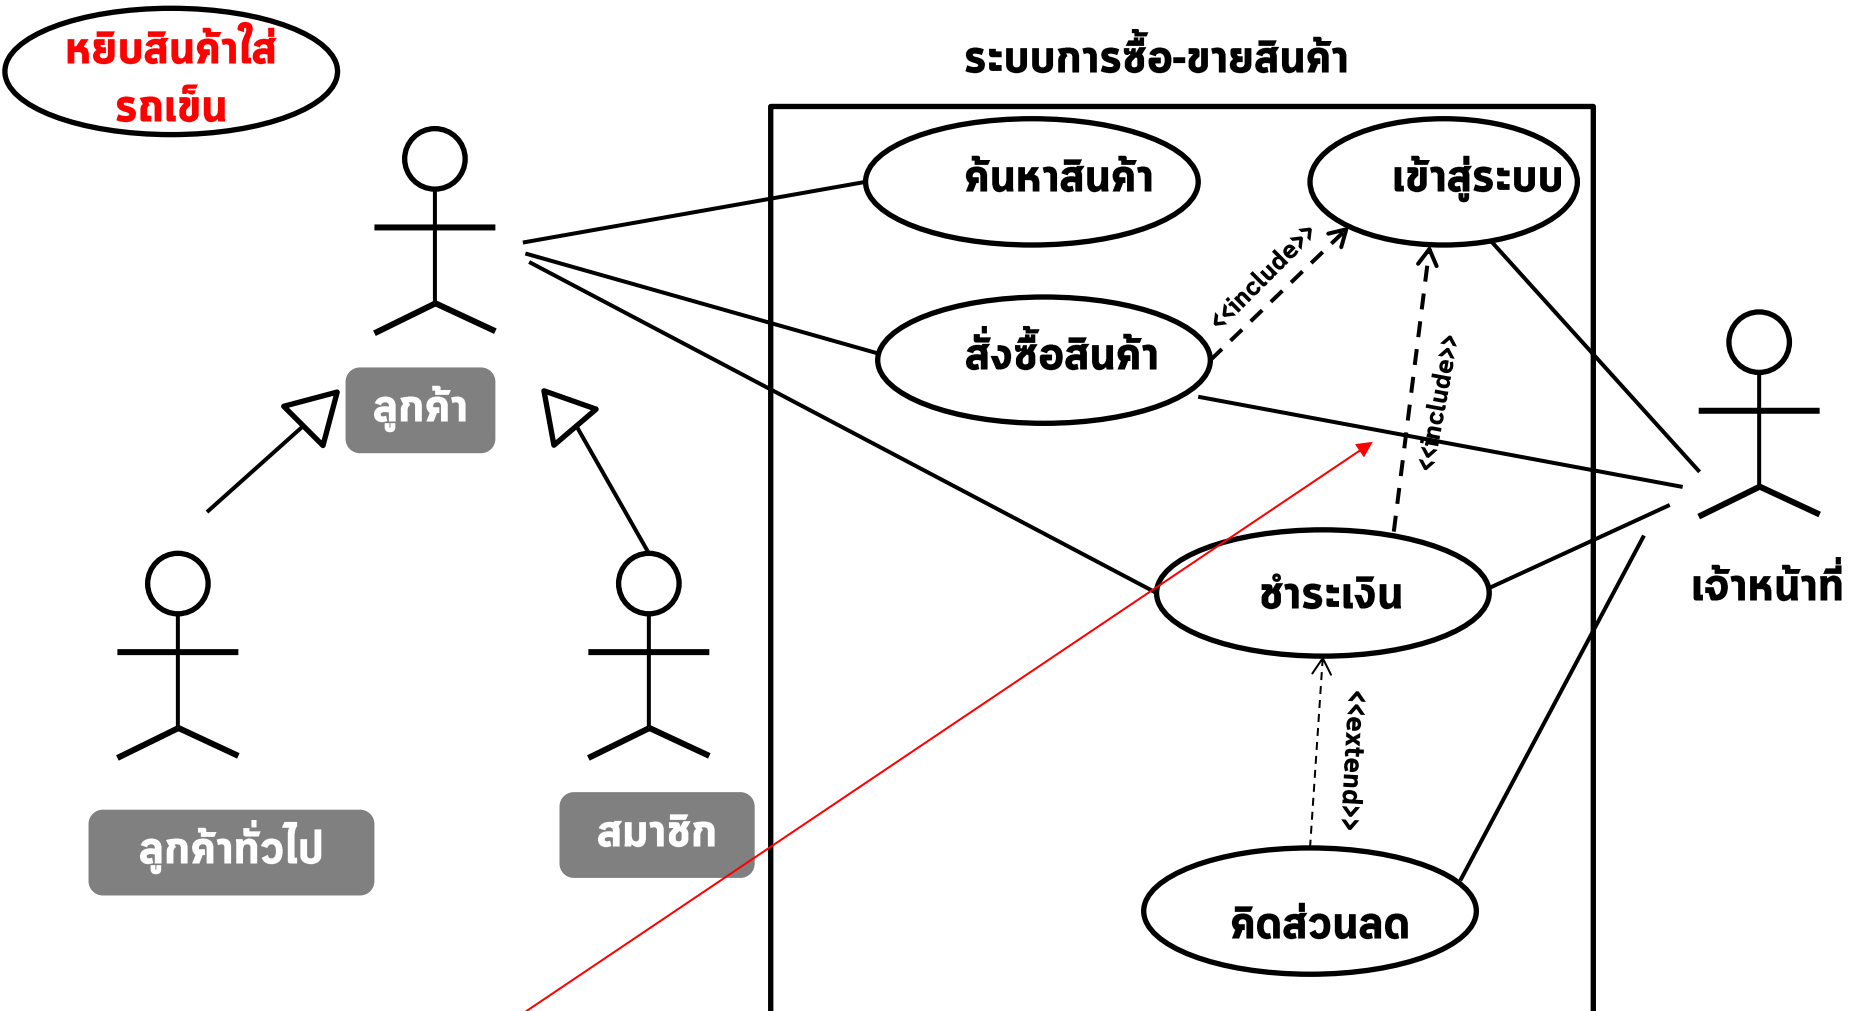 หยิบสินค้าใส่
รถเข็น
ระบบการซื้อ-ขายสินค้า
ค้นหาสินค้า
เข้าสู่ระบบ
<<include>>
สั่งซื้อสินค้า
<<include>>
ลูกค้า
ชำระเงิน
เจ้าหน้าที่
<<extend>>
สมาชิก
ลูกค้าทั่วไป
คิดส่วนลด